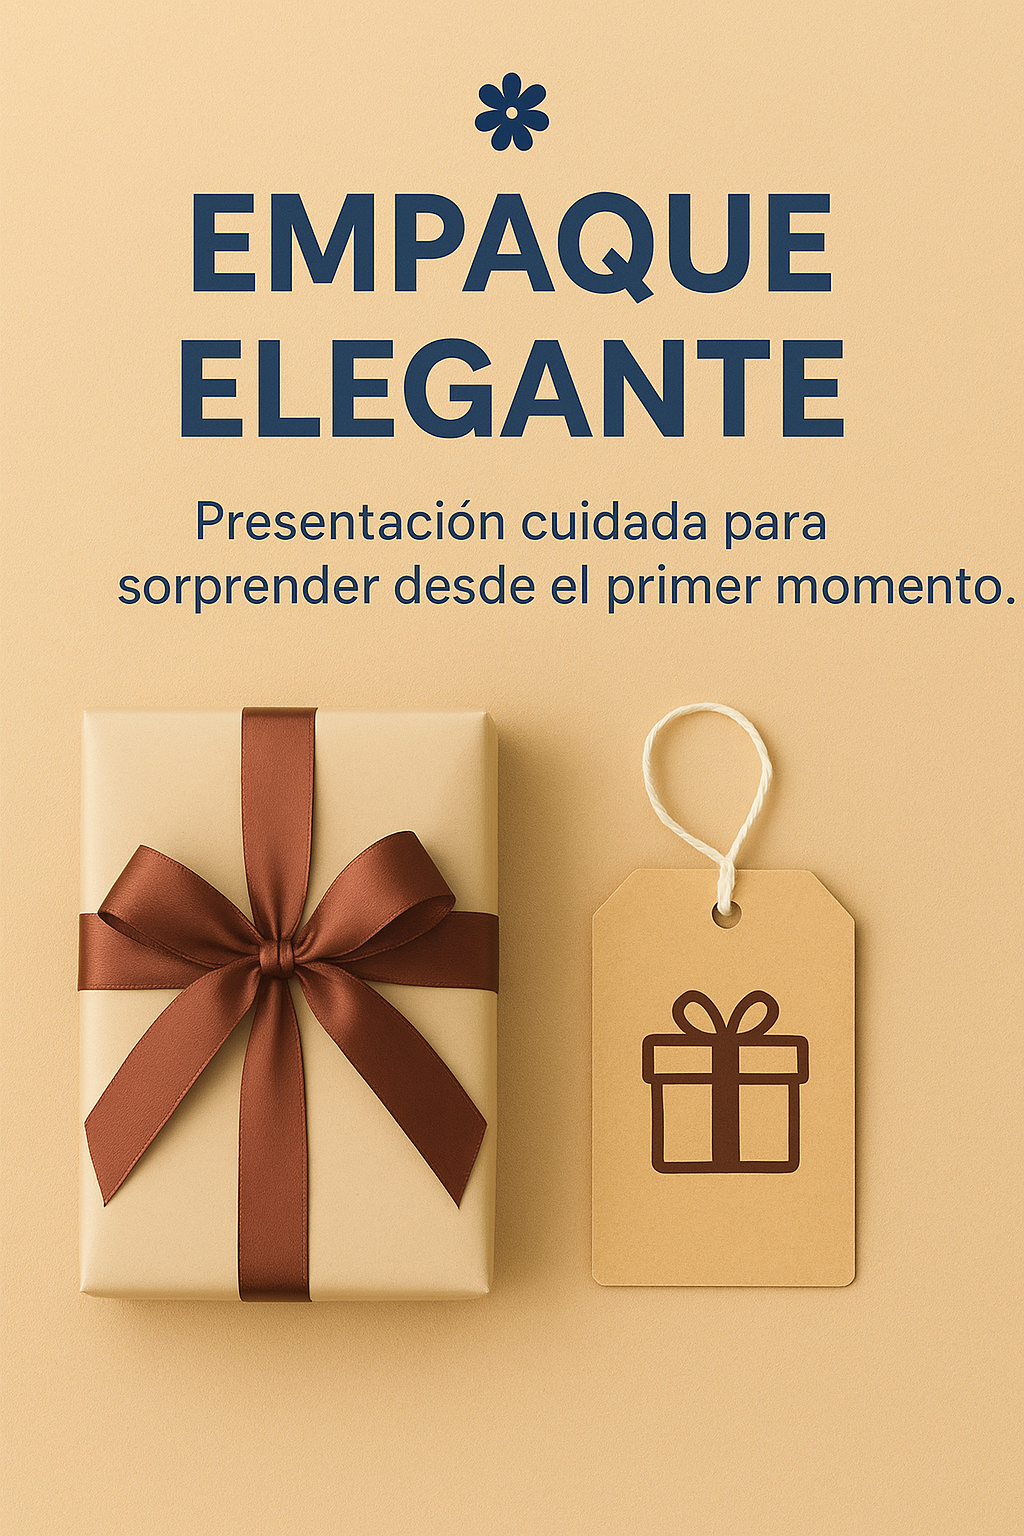 EMPAQUE
ELEGANTE
Presentación cuidada para
sorprender desde el primer momento.